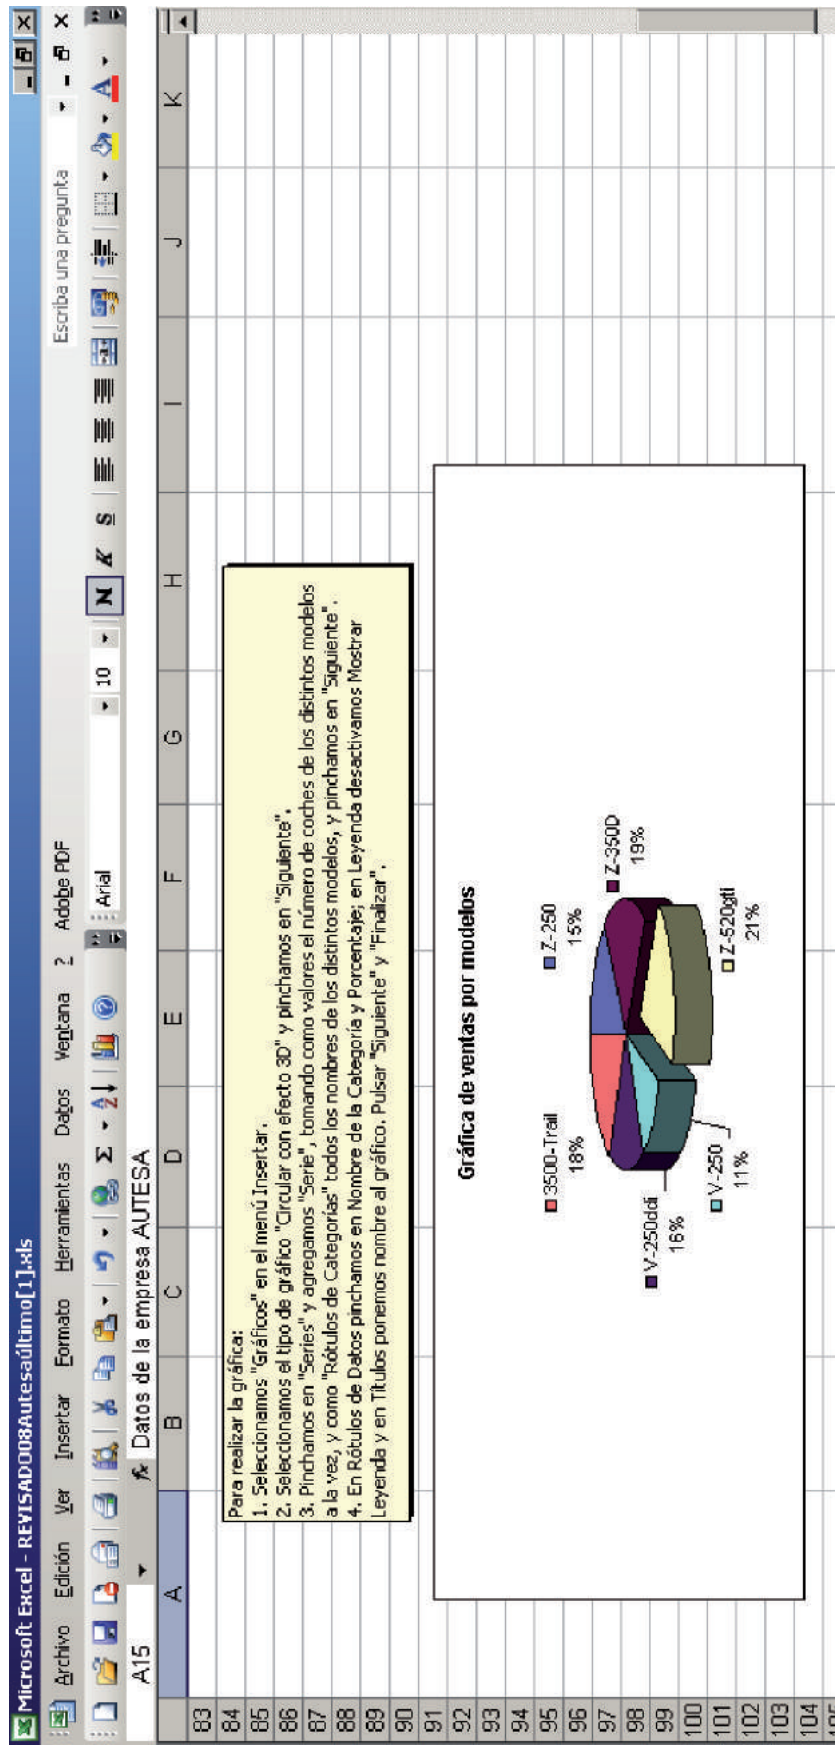 Microsoft Excel - REVISADO08Autesaúltimo[1].xls
Archivo Edición Ver Insertar Formato Herramientas Datos Ventana ? Adobe PDF
Escriba una pregunta
Arial 10 N K S
A15 fx Datos de la empresa AUTESA
A B C D E F G H I J K
83
84
85
86
87
88
89
90
91
92
93
94
95
96
97
98
99
100
101
102
103
104
Para realizar la gráfica:
1. Seleccionamos "Gráficos" en el menú Insertar.
2. Seleccionamos el tipo de gráfico "Circular con efecto 3D" y pinchamos en "Siguiente".
3. Pinchamos en "Series" y agregamos "Serie", tomando como valores el número de coches de los distintos modelos
a la vez, y como "Rótulos de Categorías" todos los nombres de los distintos modelos, y pinchamos en "Siguiente".
4. En Rótulos de Datos pinchamos en Nombre de la Categoría y Porcentaje; en Leyenda desactivamos Mostrar
Leyenda y en Títulos ponemos nombre al gráfico. Pulsar "Siguiente" y "Finalizar".
Gráfica de ventas por modelos
3500-Trail
18%
Z-250
15%
Z-350D
19%
V-250ddi
16%
V-250
11%
Z-520gti
21%